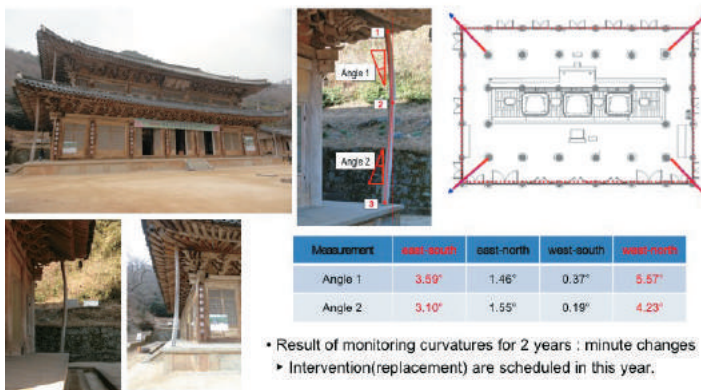 1
Angle 1
2
Angle 2
3
Measurement east-south east-north west-south west-north
Angle 1 3.59° 1.46° 0.37° 5.57°
Angle 2 3.10° 1.55° 0.19° 4.23°
• Result of monitoring curvatures for 2 years : minute changes
▸ Intervention(replacement) are scheduled in this year.